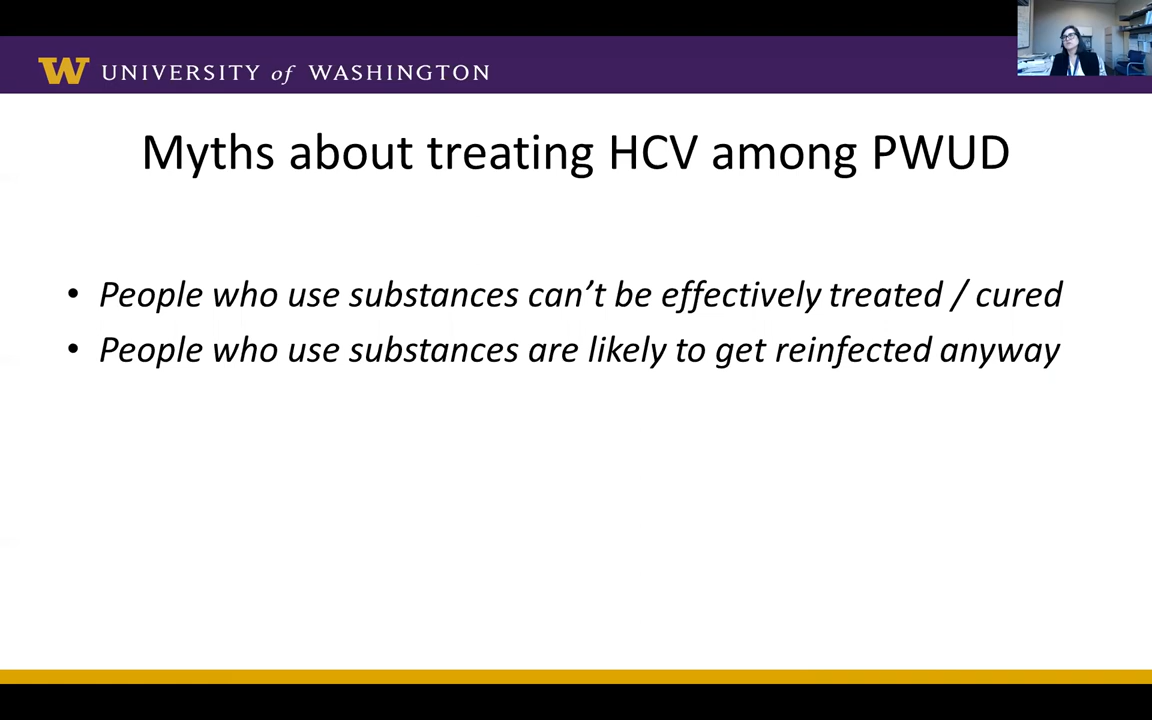 W UNIVERSITY of WASHINGTON
Myths about treating HCV among PWUD
• People who use substances can’t be effectively treated / cured
• People who use substances are likely to get reinfected anyway